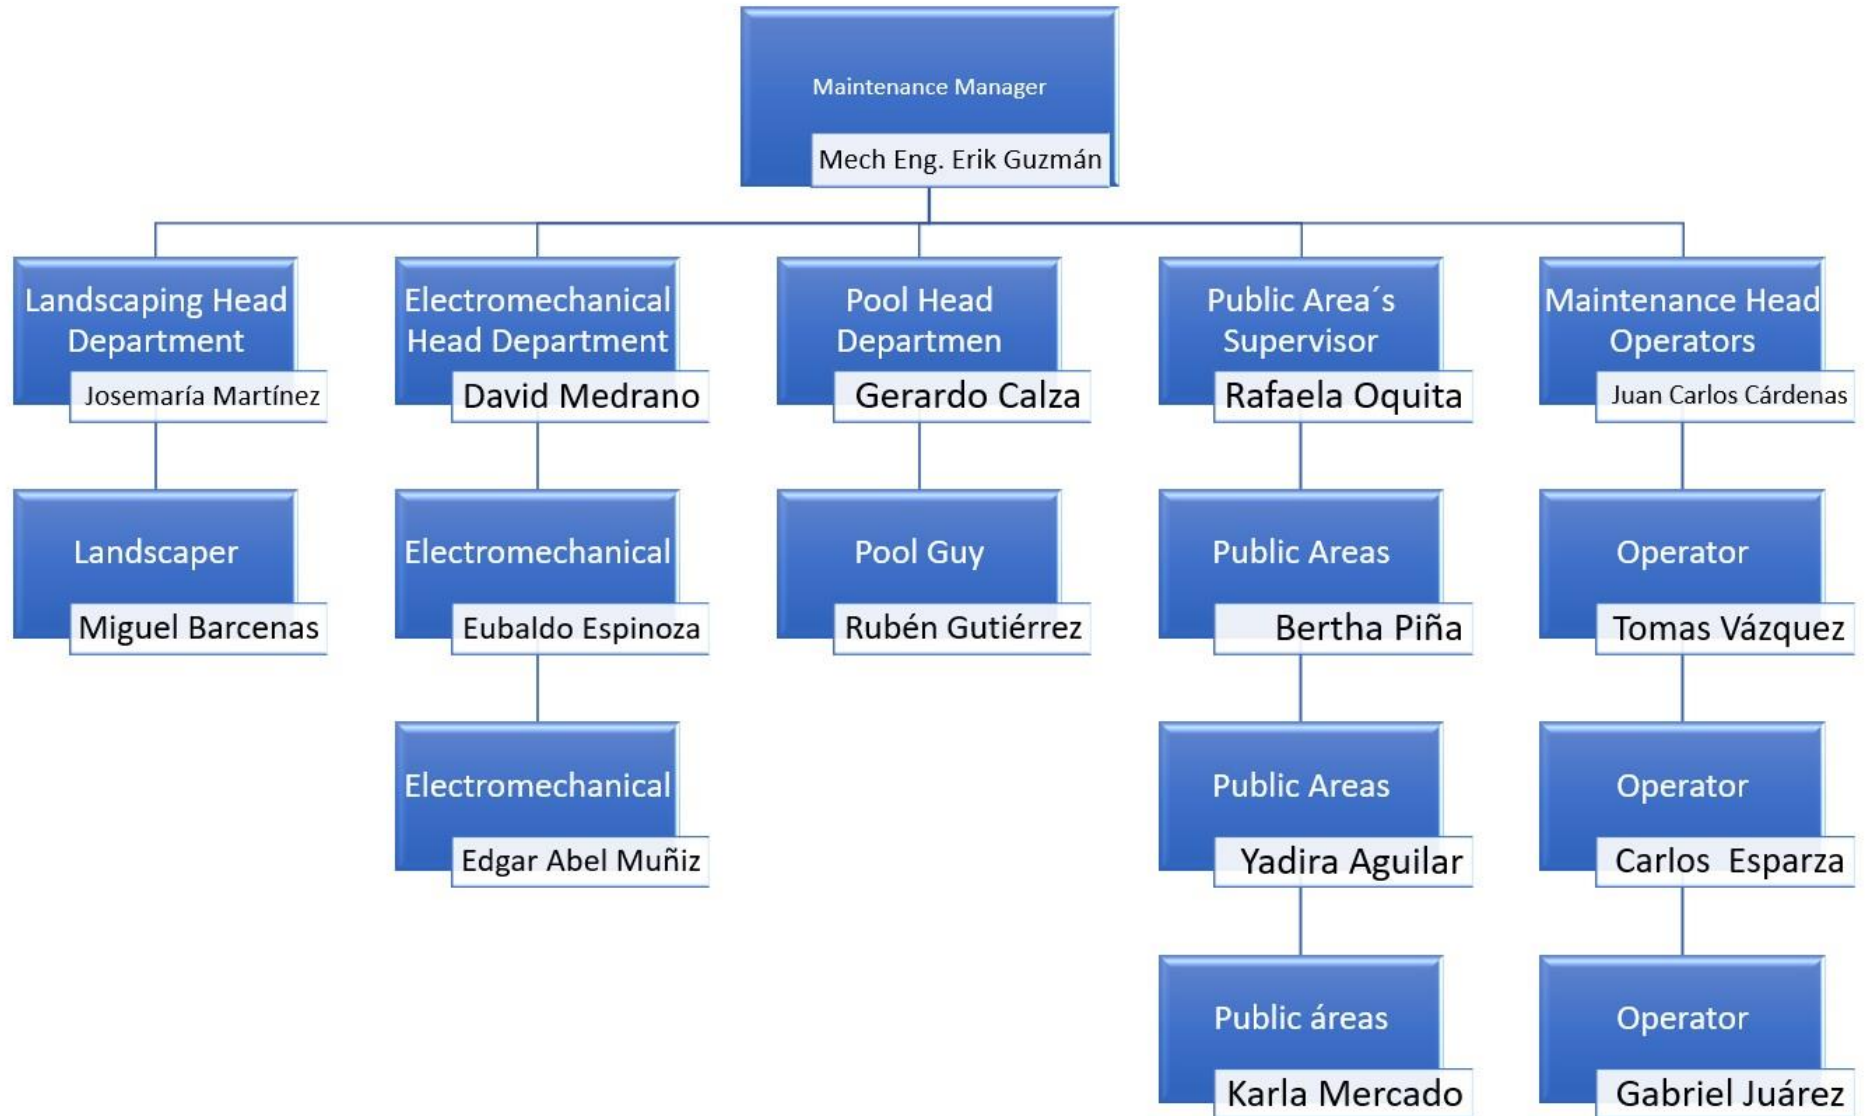 Maintenance Manager
Mech Eng. Erik Guzmán
Landscaping Head
Department
Josemaría Martínez
Electromechanical
Head Department
David Medrano
Pool Head
Departmen
Gerardo Calza
Public Area´s
Supervisor
Rafaela Oquita
Maintenance Head
Operators
Juan Carlos Cárdenas
Landscaper
Miguel Barcenas
Electromechanical
Eubaldo Espinoza
Pool Guy
Rubén Gutiérrez
Public Areas
Bertha Piña
Operator
Tomas Vázquez
Electromechanical
Edgar Abel Muñiz
Public Areas
Yadira Aguilar
Operator
Carlos  Esparza
Public áreas
Karla Mercado
Operator
Gabriel Juárez